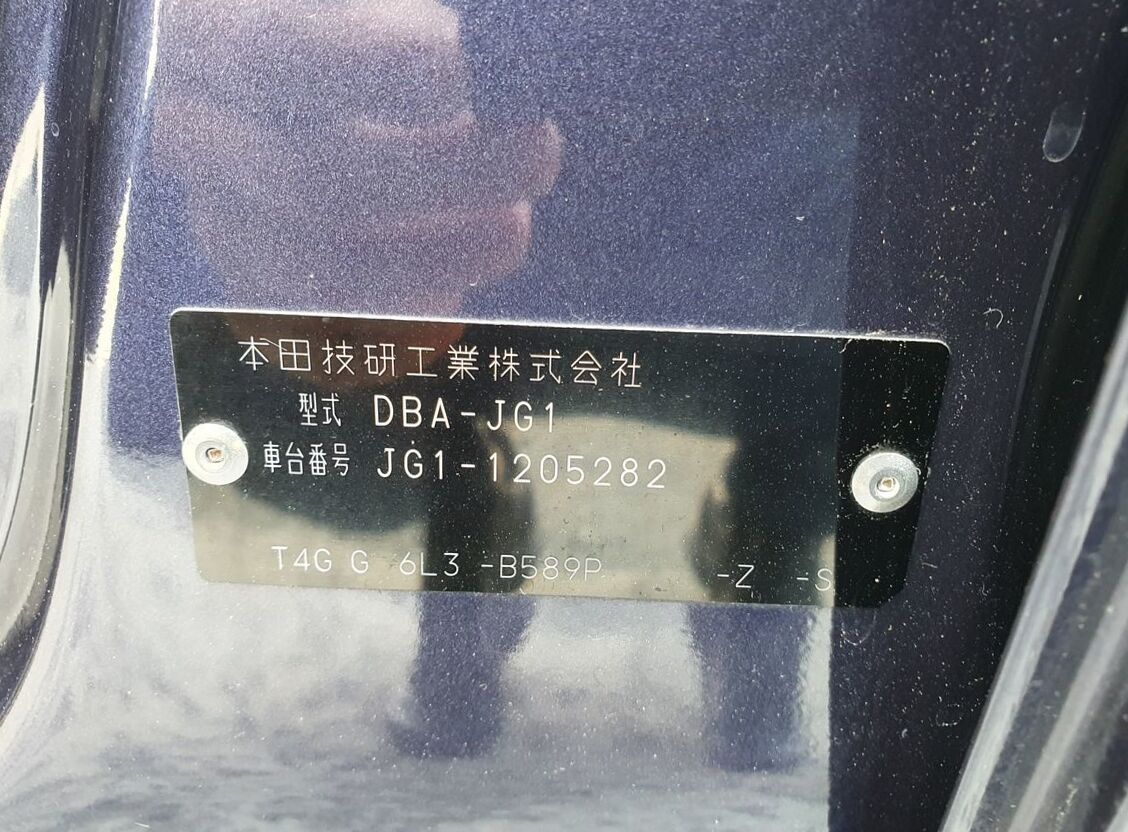 本田技研工業株式会社
型式 DBA-JG1
車台番号 JG1-1205282
T4G G 6L3 -B589P -Z -S